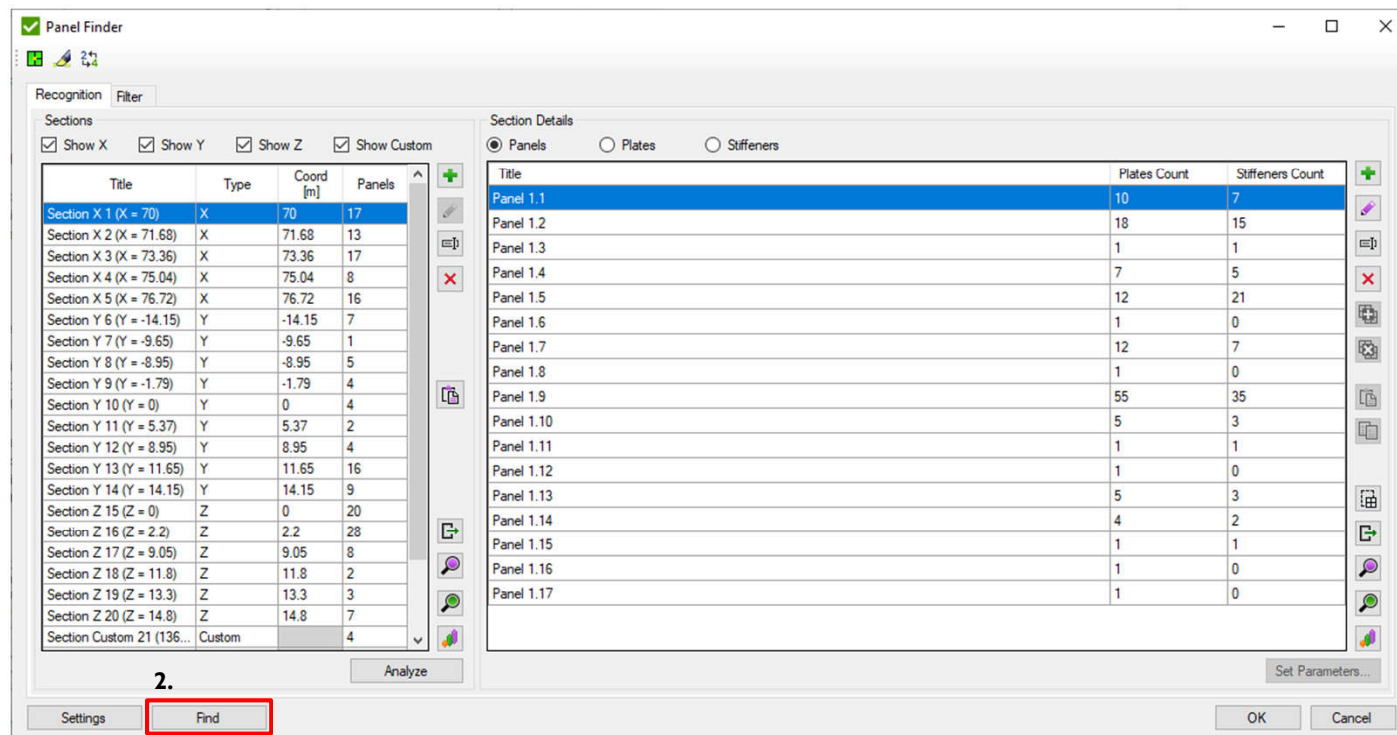 Panel Finder
Recognition Filter
Sections
Show X Show Y Show Z Show Custom
Title Type Coord [m] Panels
Section X 1 (X = 70) X 70 17
Section X 2 (X = 71.68) X 71.68 13
Section X 3 (X = 73.36) X 73.36 17
Section X 4 (X = 75.04) X 75.04 8
Section X 5 (X = 76.72) X 76.72 16
Section Y 6 (Y = -14.15) Y -14.15 7
Section Y 7 (Y = -9.65) Y -9.65 1
Section Y 8 (Y = -8.95) Y -8.95 5
Section Y 9 (Y = -1.79) Y -1.79 4
Section Y 10 (Y = 0) Y 0 4
Section Y 11 (Y = 5.37) Y 5.37 2
Section Y 12 (Y = 8.95) Y 8.95 4
Section Y 13 (Y = 11.65) Y 11.65 16
Section Y 14 (Y = 14.15) Y 14.15 9
Section Z 15 (Z = 0) Z 0 20
Section Z 16 (Z = 2.2) Z 2.2 28
Section Z 17 (Z = 9.05) Z 9.05 8
Section Z 18 (Z = 11.8) Z 11.8 2
Section Z 19 (Z = 13.3) Z 13.3 3
Section Z 20 (Z = 14.8) Z 14.8 7
Section Custom 21 (136... Custom 4
Analyze
Section Details
Panels Plates Stiffeners
Title Plates Count Stiffeners Count
Panel 1.1 10 7
Panel 1.2 18 15
Panel 1.3 1 1
Panel 1.4 7 5
Panel 1.5 12 21
Panel 1.6 1 0
Panel 1.7 12 7
Panel 1.8 1 0
Panel 1.9 55 35
Panel 1.10 5 3
Panel 1.11 1 1
Panel 1.12 1 0
Panel 1.13 5 3
Panel 1.14 4 2
Panel 1.15 1 1
Panel 1.16 1 0
Panel 1.17 1 0
Set Parameters...
2.
Settings Find OK Cancel